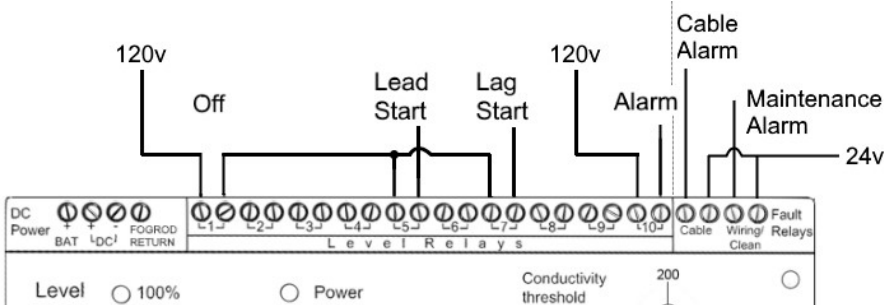 Cable
Alarm
120v
120v
Off
Lead
Start
Lag
Start
Alarm
Maintenance
Alarm
24v
DC
Power
+ + -
BAT
DC
FOGROD
RETURN
1 2 3 4 5 6 7 8 9 10
Level Relays
Cable
Wiring/
Clean
Fault
Relays
Level
100%
Power
Conductivity
threshold
200